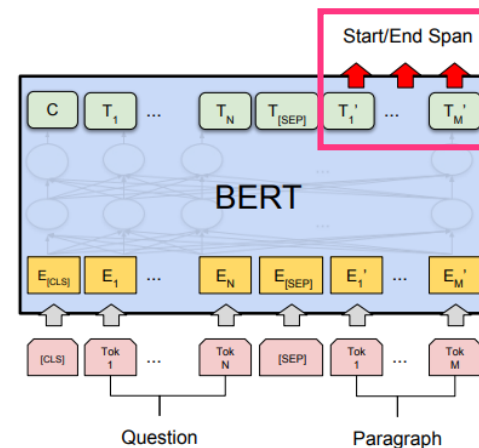 Start/End Span
C T1 ... TN T[SEP] T1' ... TM'
...
BERT
...
E[CLS] E1 ... EN E[SEP] E1' ... EM'
[CLS] Tok 1 ... Tok N [SEP] Tok 1 ... Tok M
Question Paragraph